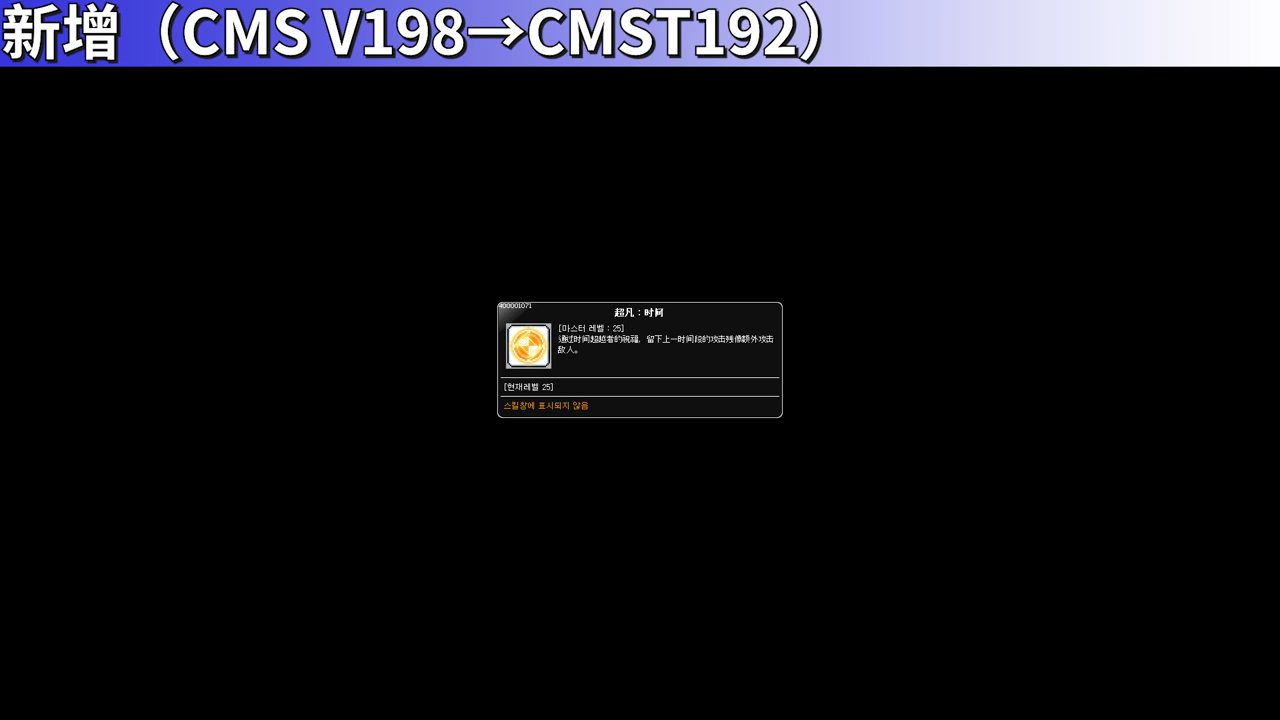 新增（CMS V198→CMST192）
400001071
超凡：时间
[마스터 레벨 : 25]
通过时间超越者的祝福，留下上一时间段的攻击残像额外攻击
敌人。
[현재레벨 25]
스킬창에 표시되지 않음